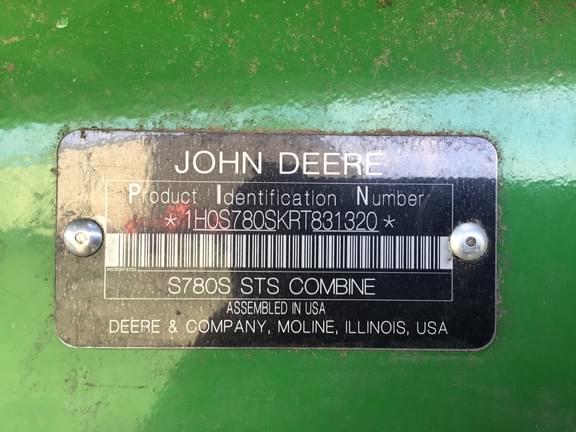 JOHN DEERE
Product Identification Number
*1H0S780SKRT831320*
S780S STS COMBINE
ASSEMBLED IN USA
DEERE & COMPANY, MOLINE, ILLINOIS, USA